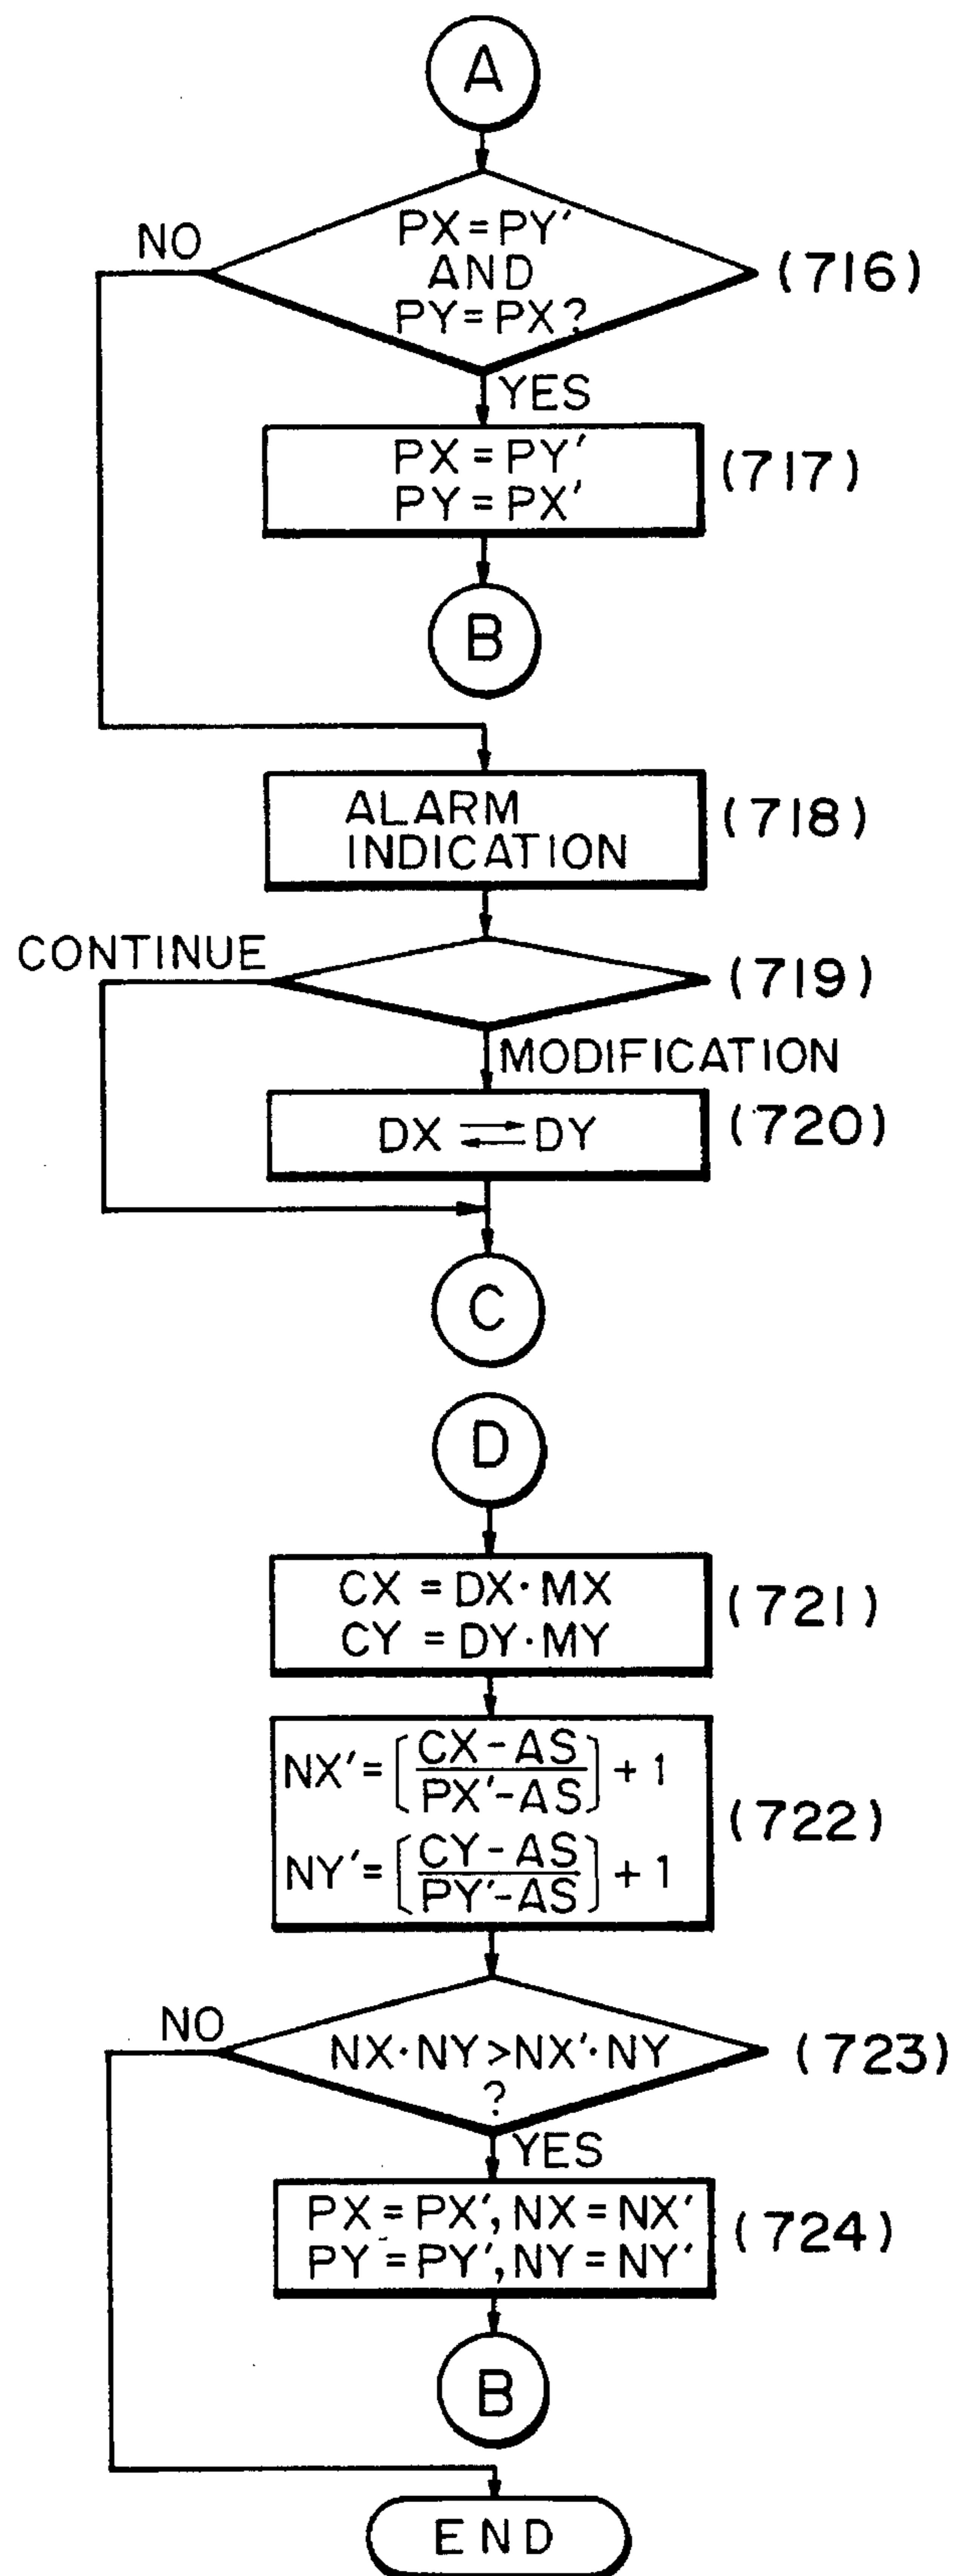 A
PX=PY'
AND
PY=PX?
NO
(716)
YES
PX=PY'
PY=PX'
(717)
B
ALARM
INDICATION
(718)
CONTINUE
(719)
MODIFICATION
DX ⇄ DY
(720)
C
D
CX = DX·MX
CY = DY·MY
(721)
NX'=[CX-AS/PX'-AS]+1
NY'=[CY-AS/PY'-AS]+1
(722)
NO
NX·NY>NX'·NY
?
(723)
YES
PX=PX',NX=NX'
PY=PY',NY=NY'
(724)
B
END